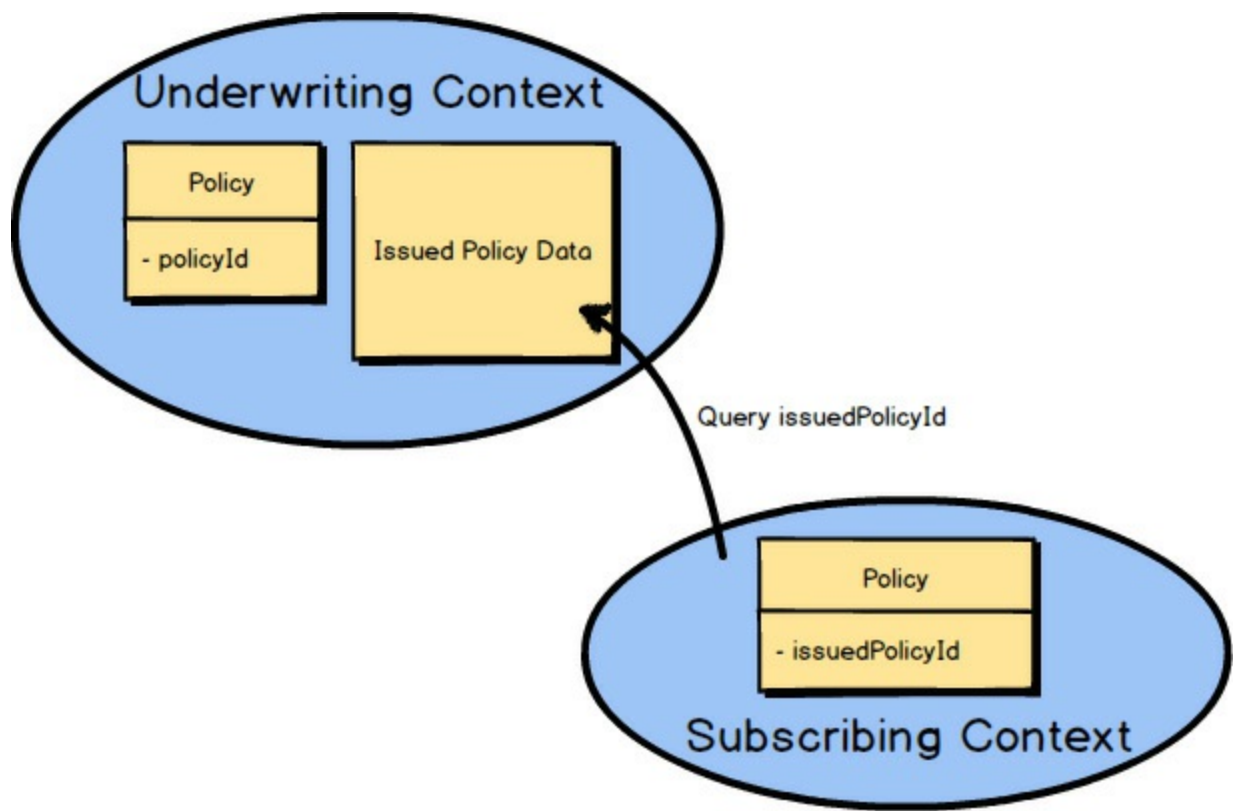 Underwriting Context
Policy
- policyId
Issued Policy Data
Query issuedPolicyId
Policy
- issuedPolicyId
Subscribing Context